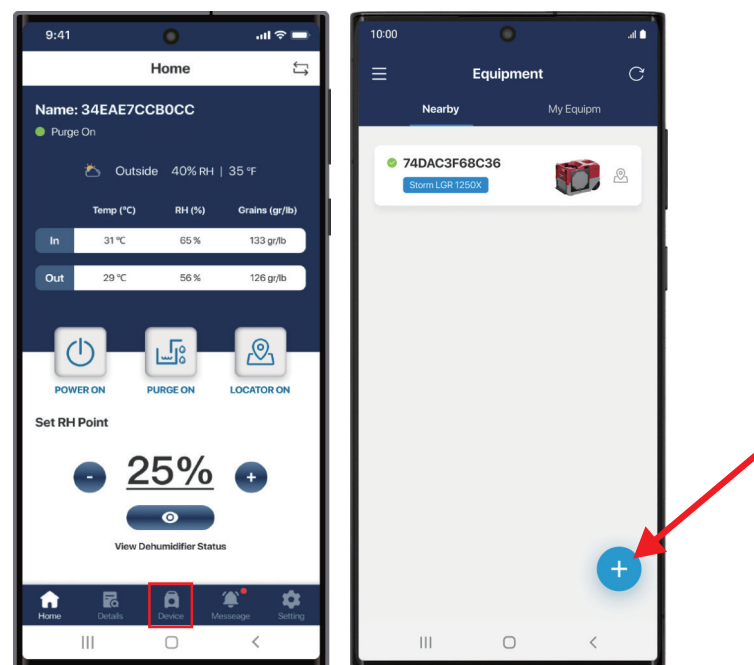 9:41
Home
Name: 34EAE7CCB0CC
Purge On
Outside 40% RH | 35 °F
Temp (°C) RH (%) Grains (gr/lb)
In 31 °C 65 % 133 gr/lb
Out 29 °C 56 % 126 gr/lb
POWER ON PURGE ON LOCATOR ON
Set RH Point
- 25% +
View Dehumidifier Status
Home Details Device Messeage Setting
10:00
Equipment
Nearby My Equipm
74DAC3F68C36
Storm LGR 1250X
+